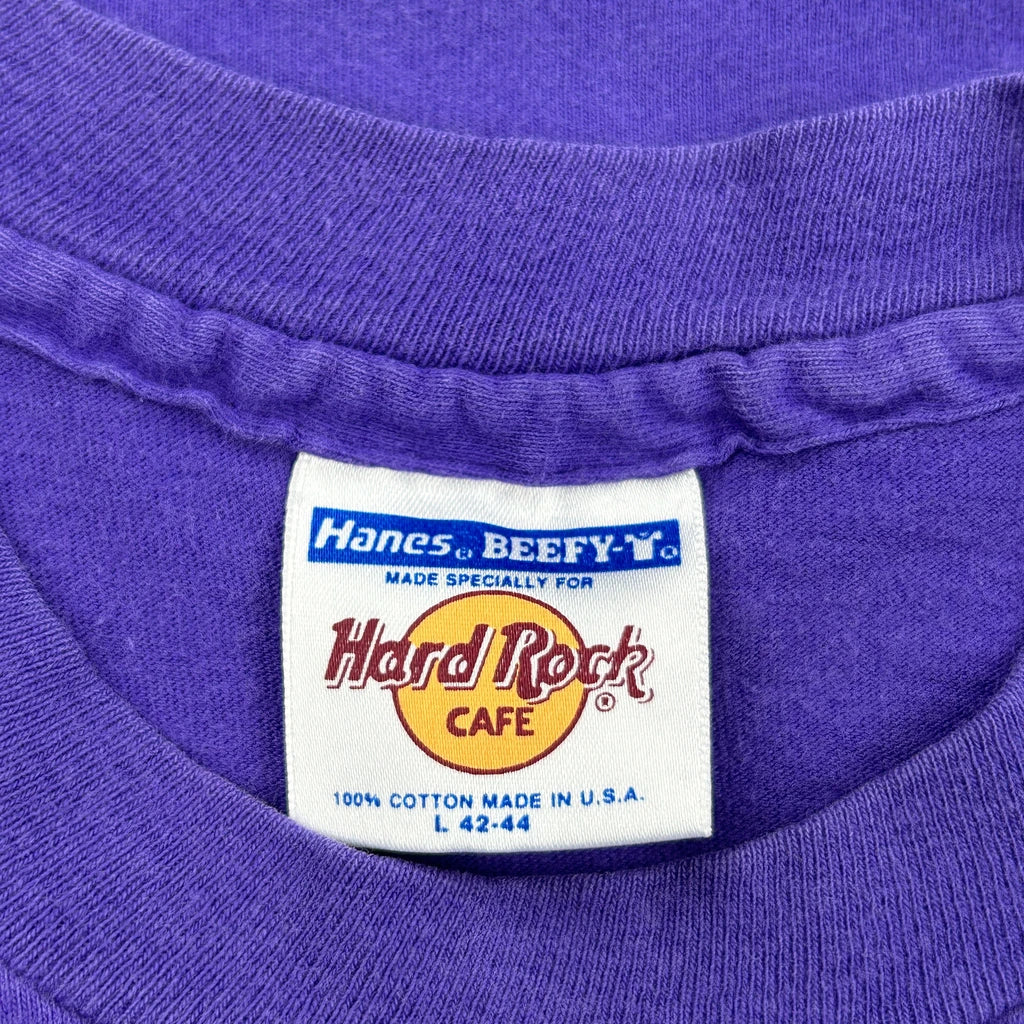 Hanes® BEEFY-T®
MADE SPECIALLY FOR
Hard Rock
CAFE ®
100% COTTON MADE IN U.S.A.
L 42-44